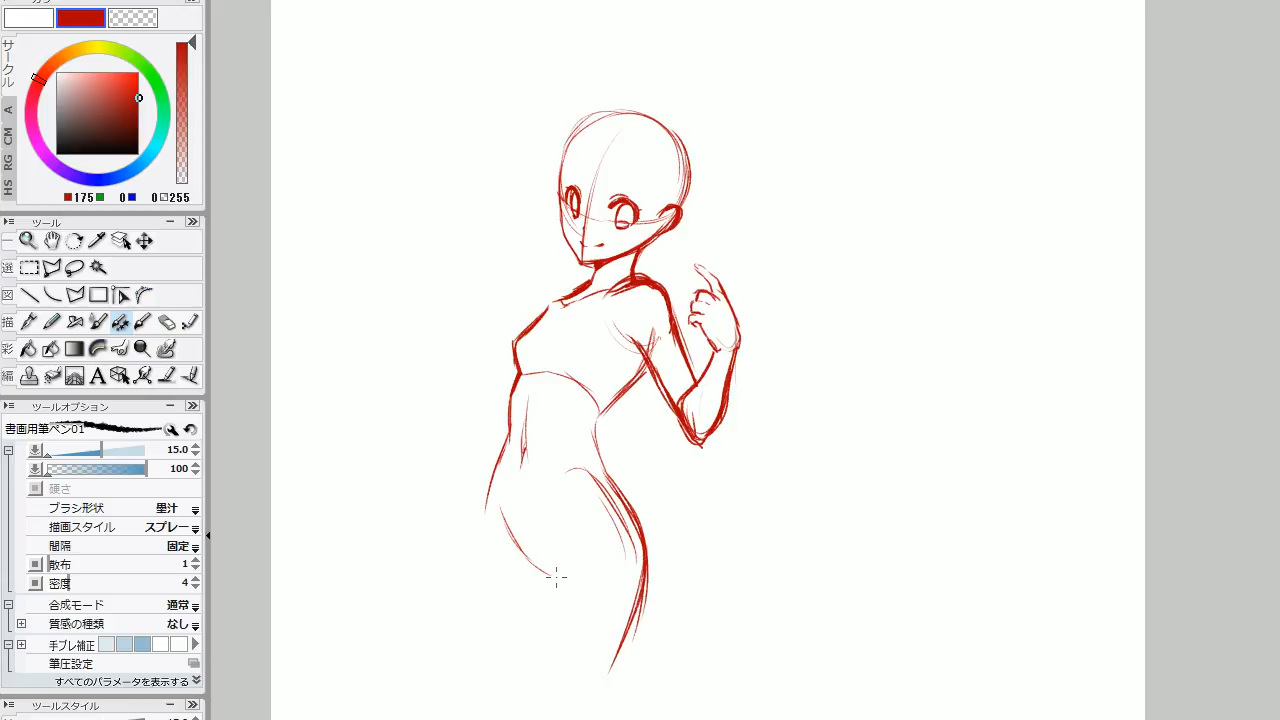 サークル
A
CM
RG
HS
175 0 0 255
ツール
選
図
描
彩
編
ツールオプション
書画用筆ペン01
15.0
100
硬さ
ブラシ形状 墨汁
描画スタイル スプレー
間隔 固定
散布 1
密度 4
合成モード 通常
質感の種類 なし
手ブレ補正
筆圧設定
すべてのパラメータを表示する
ツールスタイル